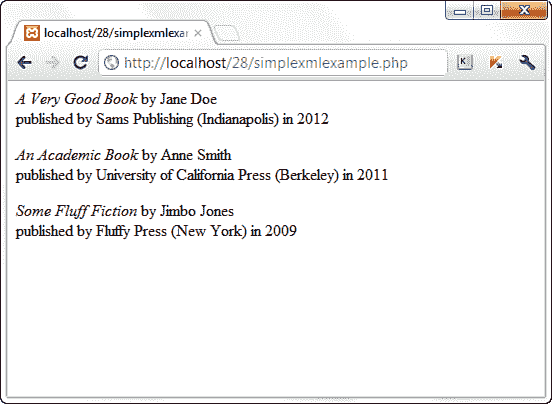 localhost/28/simplexmlexar
http://localhost/28/simplexmlexample.php
A Very Good Book by Jane Doe
published by Sams Publishing (Indianapolis) in 2012
An Academic Book by Anne Smith
published by University of California Press (Berkeley) in 2011
Some Fluff Fiction by Jimbo Jones
published by Fluffy Press (New York) in 2009